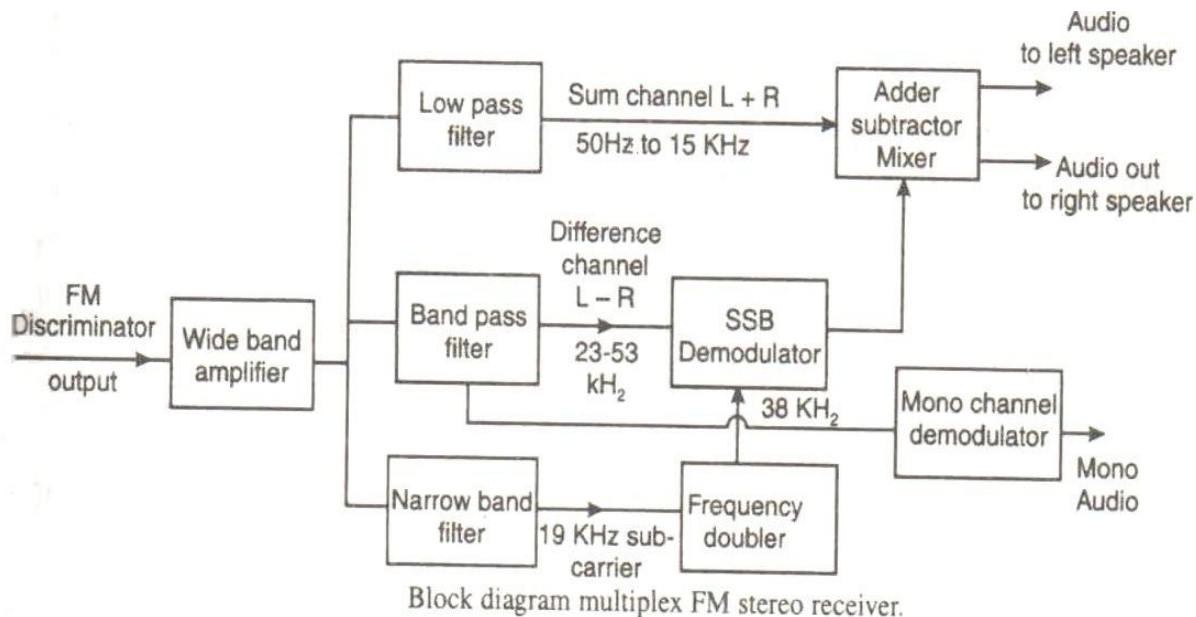 Audio
to left speaker
Low pass
filter
Sum channel L + R
50Hz to 15 KHz
Adder
subtractor
Mixer
Audio out
to right speaker
Difference
channel
L – R
FM
Discriminator
output
Wide band
amplifier
Band pass
filter
23-53
kH₂
SSB
Demodulator
38 KH₂
Mono channel
demodulator
Mono
Audio
Narrow band
filter
19 KHz sub-
carrier
Frequency
doubler
Block diagram multiplex FM stereo receiver.